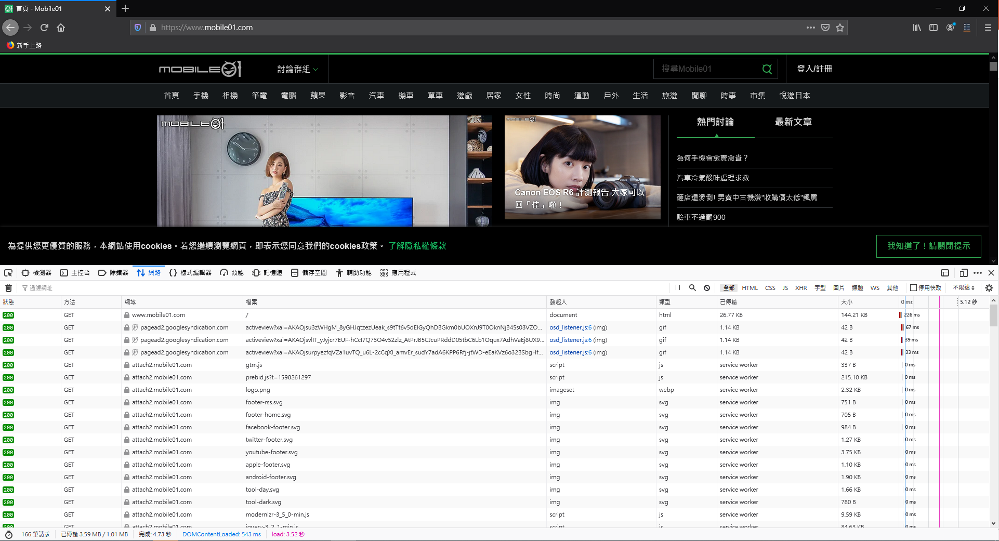 首頁 - Mobile01
https://www.mobile01.com
新手上路
MOBILE01
討論群組
搜尋Mobile01
登入/註冊
首頁 手機 相機 筆電 電腦 蘋果 影音 汽車 機車 單車 遊戲 居家 女性 時尚 運動 戶外 生活 旅遊 閒聊 時事 市集 悅遊日本
MOBILE01
MOBILE01
Canon EOS R6 評測報告 大家可以
回「佳」啦！
熱門討論 最新文章
為何手機會愈賣愈貴？
汽車冷氣酸味處理求救
砸店還滑倒! 男賣中古機嫌"收購價太低"飆罵
驗車不過罰900
為提供您更優質的服務，本網站使用cookies。若您繼續瀏覽網頁，即表示您同意我們的cookies政策。 了解隱私權條款
我知道了！請關閉提示
檢測器 主控台 除錯器 網路 樣式編輯器 效能 記憶體 儲存空間 輔助功能 應用程式
過濾網址
全部 HTML CSS JS XHR 字型 圖片 媒體 WS 其他 停用快取 不限速
狀態 方法 網域 檔案 發起人 類型 已傳輸 大小 0 ms 5.12 秒
200 GET www.mobile01.com / document html 26.77 KB 144.21 KB 226 ms
200 GET pagead2.googlesyndication.com activeview?xai=AKAOjsu3zWHgM_8yGHJqtzezUeak_s9tTt6v5dEIGyQhDBGkm0bUOXnJ9T0OknNjB45s03VZO... osd_listener.js:6 (img) gif 1.14 KB 42 B 67 ms
200 GET pagead2.googlesyndication.com activeview?xai=AKAOjsvlIT_yJyjcr7EUF-hCcI7Q73O4v52zlz_AtPrJB5CJcuPRddD05tbC6Lb1Oqux7AdhVaEj8UX9... osd_listener.js:6 (img) gif 1.14 KB 42 B 39 ms
200 GET pagead2.googlesyndication.com activeview?xai=AKAOjsurpyezfqVZa1uvTQ_u6L-2cCqXI_amvEr_sudY7adA6KPP6Rfj-jtWD-eEaKVz6o32BSbgHf... osd_listener.js:6 (img) gif 1.14 KB 42 B 33 ms
200 GET attach2.mobile01.com gtm.js script js service worker 337 B 0 ms
200 GET attach2.mobile01.com prebid.js?t=1598261297 script js service worker 215.10 KB 0 ms
200 GET attach2.mobile01.com logo.png imageset webp service worker 2.32 KB 0 ms
200 GET attach2.mobile01.com footer-rss.svg img svg service worker 751 B 0 ms
200 GET attach2.mobile01.com footer-home.svg img svg service worker 705 B 0 ms
200 GET attach2.mobile01.com facebook-footer.svg img svg service worker 984 B 0 ms
200 GET attach2.mobile01.com twitter-footer.svg img svg service worker 1.27 KB 0 ms
200 GET attach2.mobile01.com youtube-footer.svg img svg service worker 3.75 KB 0 ms
200 GET attach2.mobile01.com apple-footer.svg img svg service worker 1.10 KB 0 ms
200 GET attach2.mobile01.com android-footer.svg img svg service worker 1.90 KB 0 ms
200 GET attach2.mobile01.com tool-day.svg img svg service worker 1.66 KB 0 ms
200 GET attach2.mobile01.com tool-dark.svg img svg service worker 780 B 0 ms
200 GET attach2.mobile01.com modernizr-3_5_0-min.js script js service worker 9.59 KB 0 ms
200 GET attach2.mobile01.com jquery-3_2_1-min.js script js service worker 84.63 KB 0 ms
166 筆請求 已傳輸 3.59 MB / 1.01 MB 完成: 4.73 秒 DOMContentLoaded: 543 ms load: 3.52 秒